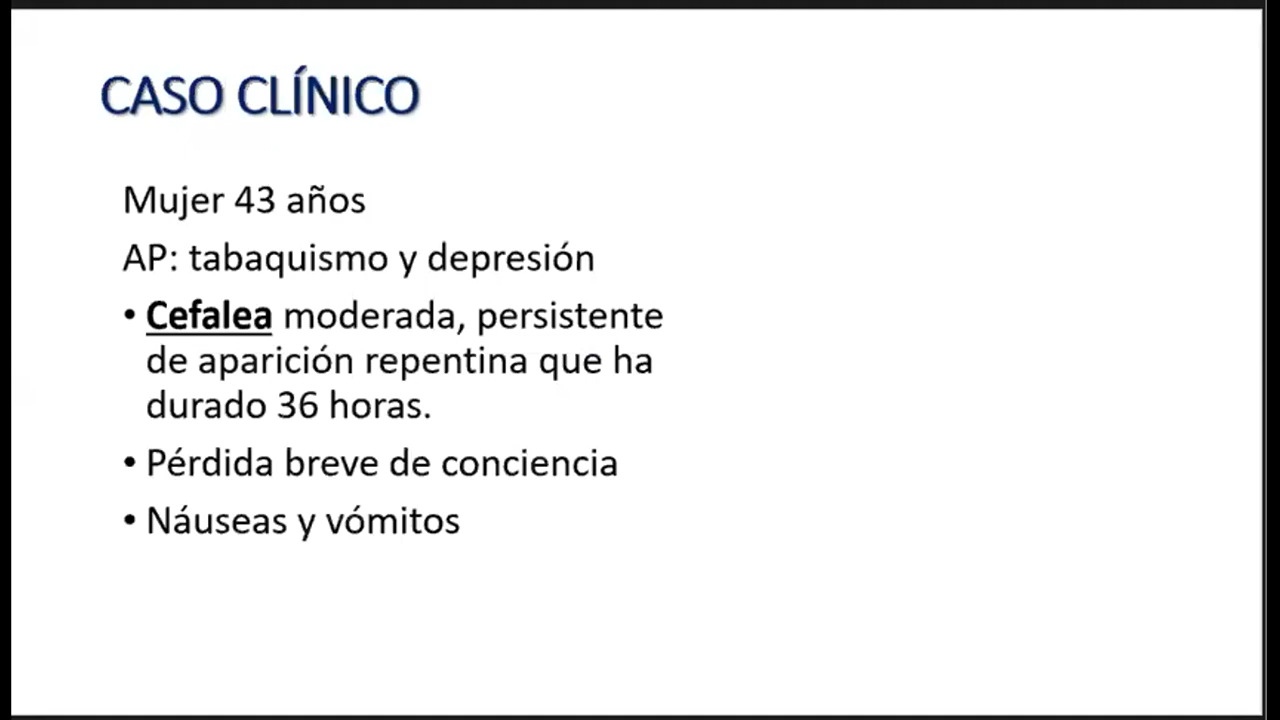 CASO CLÍNICO
Mujer 43 años
AP: tabaquismo y depresión
• Cefalea moderada, persistente
de aparición repentina que ha
durado 36 horas.
• Pérdida breve de conciencia
• Náuseas y vómitos